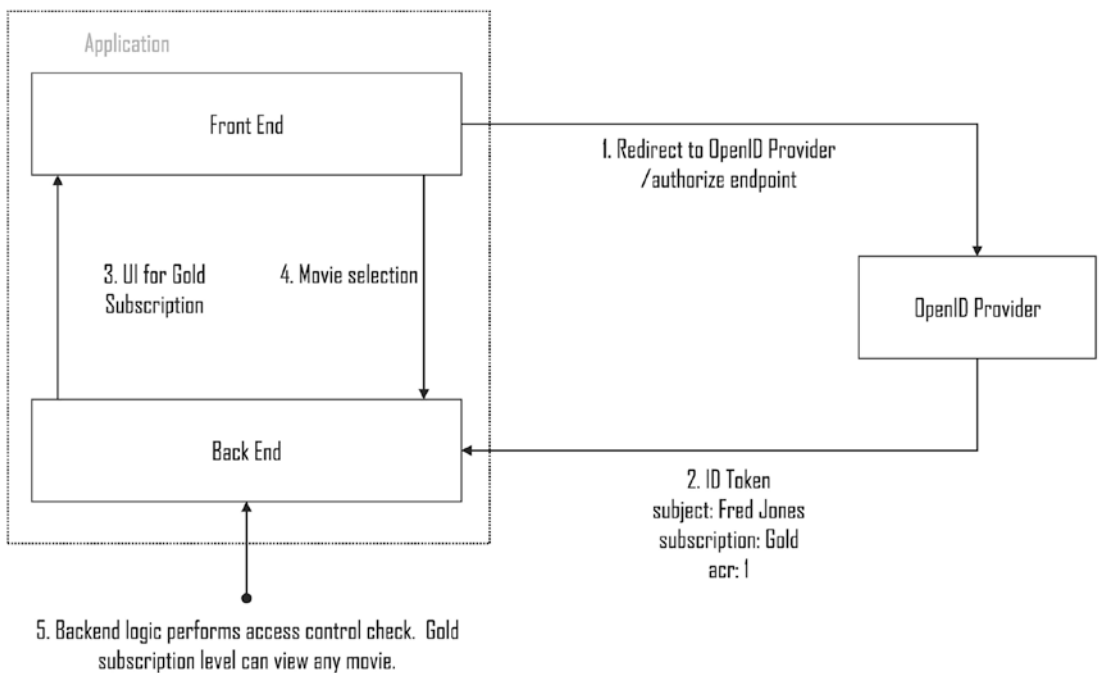 Application
Front End
1. Redirect to OpenID Provider
/authorize endpoint
3. UI for Gold
Subscription
4. Movie selection
OpenID Provider
Back End
2. ID Token
subject: Fred Jones
subscription: Gold
acr: 1
5. Backend logic performs access control check. Gold
subscription level can view any movie.